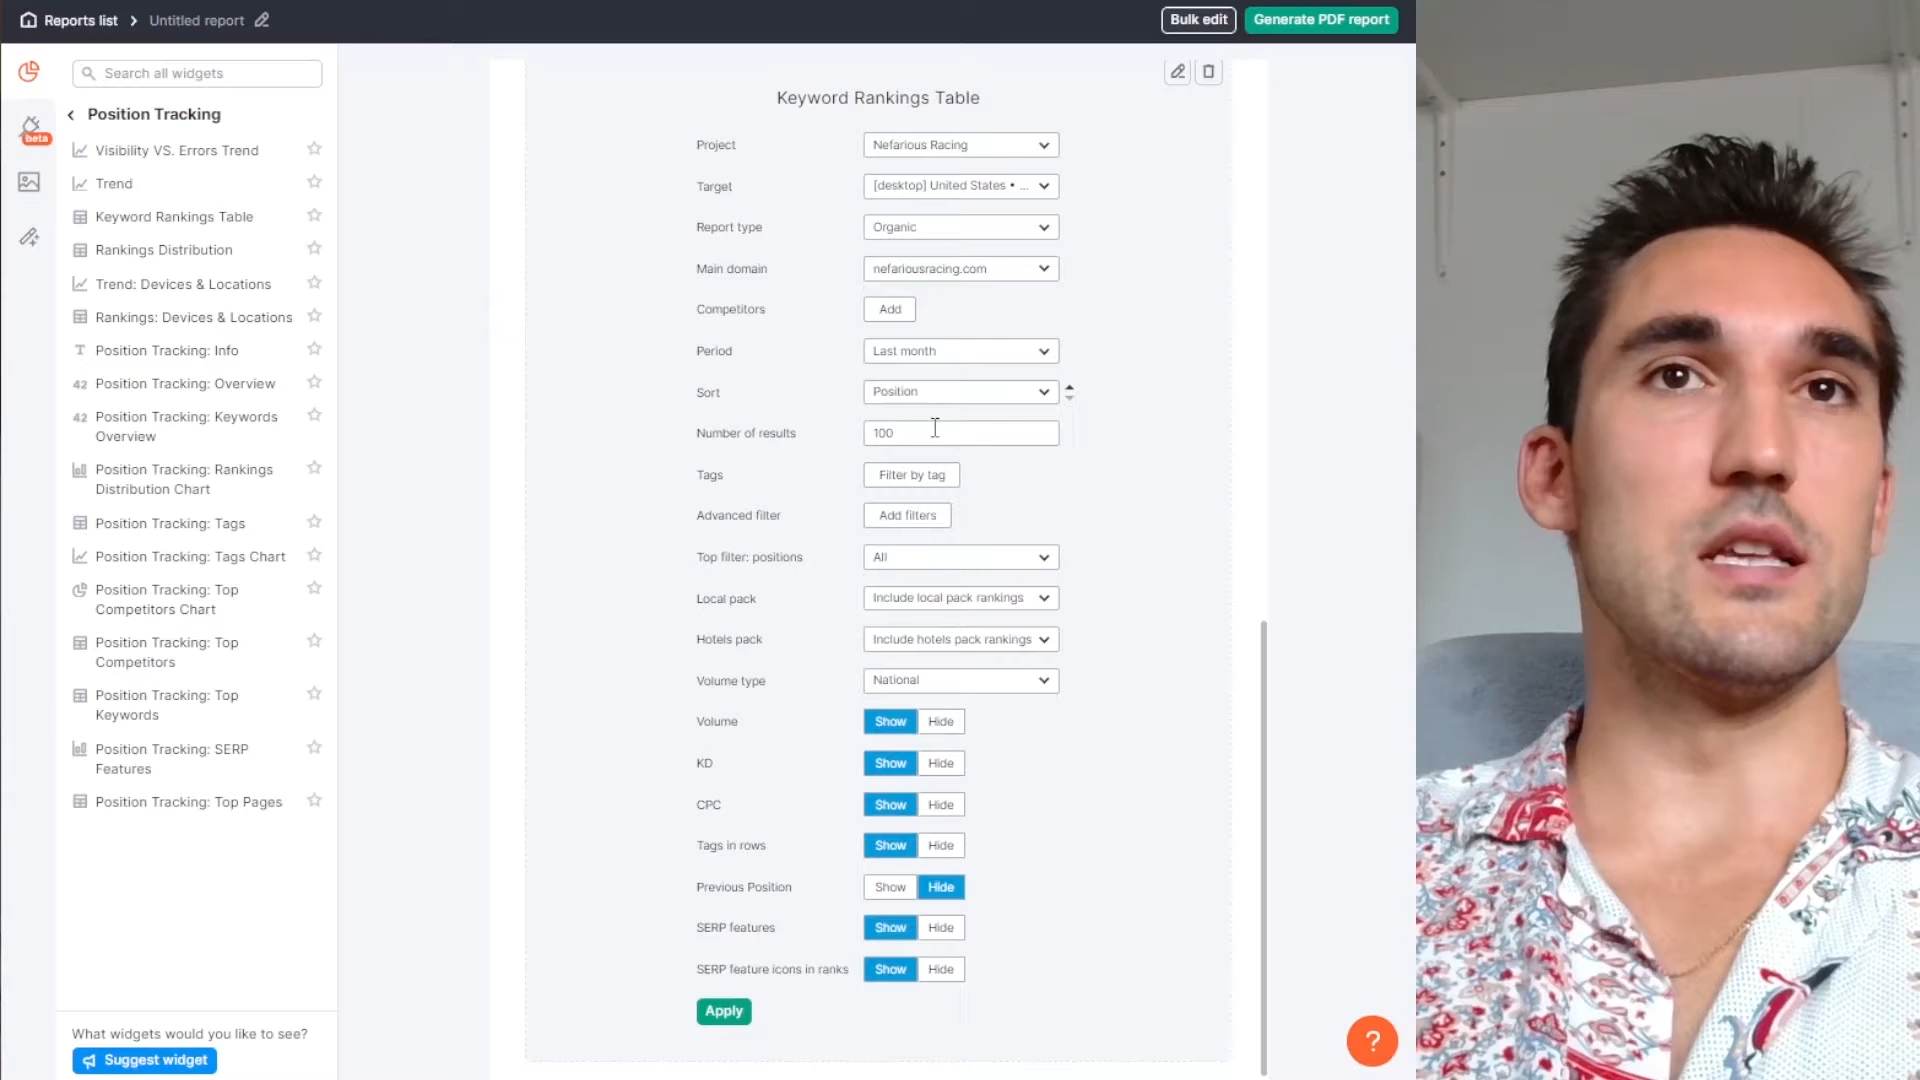 Reports list
Untitled report
Bulk edit
Generate PDF report
Search all widgets
beta
Position Tracking
Visibility VS. Errors Trend
Trend
Keyword Rankings Table
Rankings Distribution
Trend: Devices & Locations
Rankings: Devices & Locations
Position Tracking: Info
42 Position Tracking: Overview
42 Position Tracking: Keywords
Overview
Position Tracking: Rankings
Distribution Chart
Position Tracking: Tags
Position Tracking: Tags Chart
Position Tracking: Top
Competitors Chart
Position Tracking: Top
Competitors
Position Tracking: Top
Keywords
Position Tracking: SERP
Features
Position Tracking: Top Pages
What widgets would you like to see?
Suggest widget
Keyword Rankings Table
Project Nefarious Racing
Target [desktop] United States • ...
Report type Organic
Main domain nefariousracing.com
Competitors Add
Period Last month
Sort Position
Number of results 100
Tags Filter by tag
Advanced filter Add filters
Top filter: positions All
Local pack Include local pack rankings
Hotels pack Include hotels pack rankings
Volume type National
Volume Show Hide
KD Show Hide
CPC Show Hide
Tags in rows Show Hide
Previous Position Show Hide
SERP features Show Hide
SERP feature icons in ranks Show Hide
Apply
?